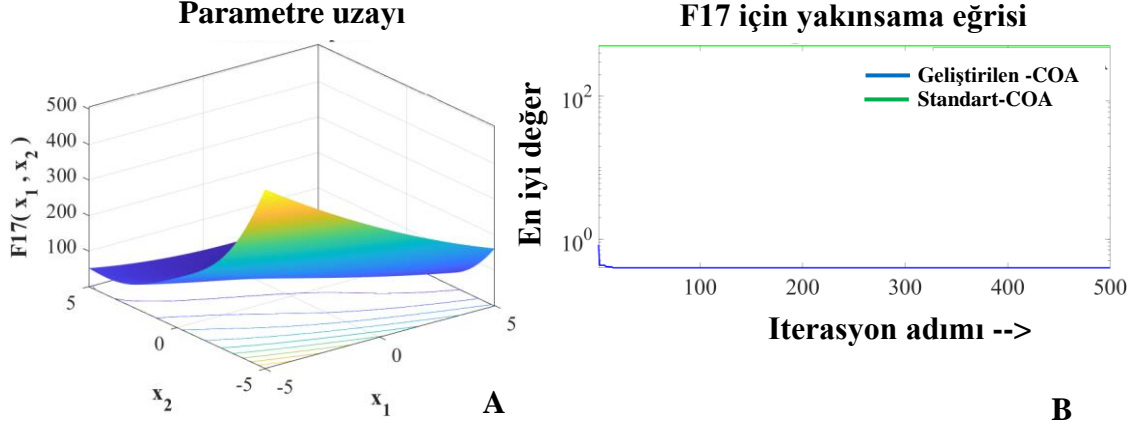 Parametre uzayı
500
400
300
200
100
F17( x1 , x2 )
5
0
-5
x2
-5
0
5
x1
A
F17 için yakınsama eğrisi
Geliştirilen -COA
Standart-COA
En iyi değer
10^2
10^0
100
200
300
400
500
Iterasyon adımı -->
B